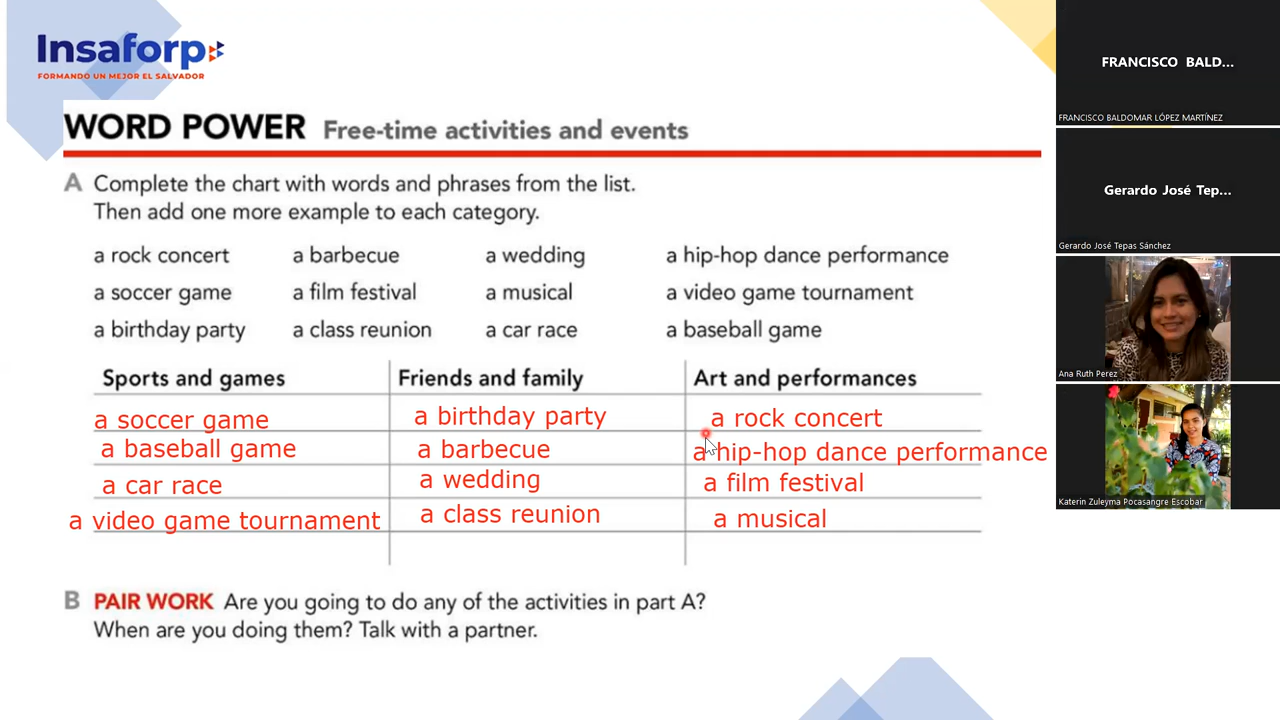 Insaforp
FORMANDO UN MEJOR EL SALVADOR
WORD POWER Free-time activities and events
A Complete the chart with words and phrases from the list.
Then add one more example to each category.
a rock concert a barbecue a wedding a hip-hop dance performance
a soccer game a film festival a musical a video game tournament
a birthday party a class reunion a car race a baseball game
Sports and games Friends and family Art and performances
a soccer game a birthday party a rock concert
a baseball game a barbecue a hip-hop dance performance
a car race a wedding a film festival
a video game tournament a class reunion a musical
B PAIR WORK Are you going to do any of the activities in part A?
When are you doing them? Talk with a partner.
FRANCISCO BALD...
FRANCISCO BALDOMAR LÓPEZ MARTÍNEZ
Gerardo José Tep...
Gerardo José Tepas Sánchez
Ana Ruth Perez
Katerin Zuleyma Pocasangre Escobar